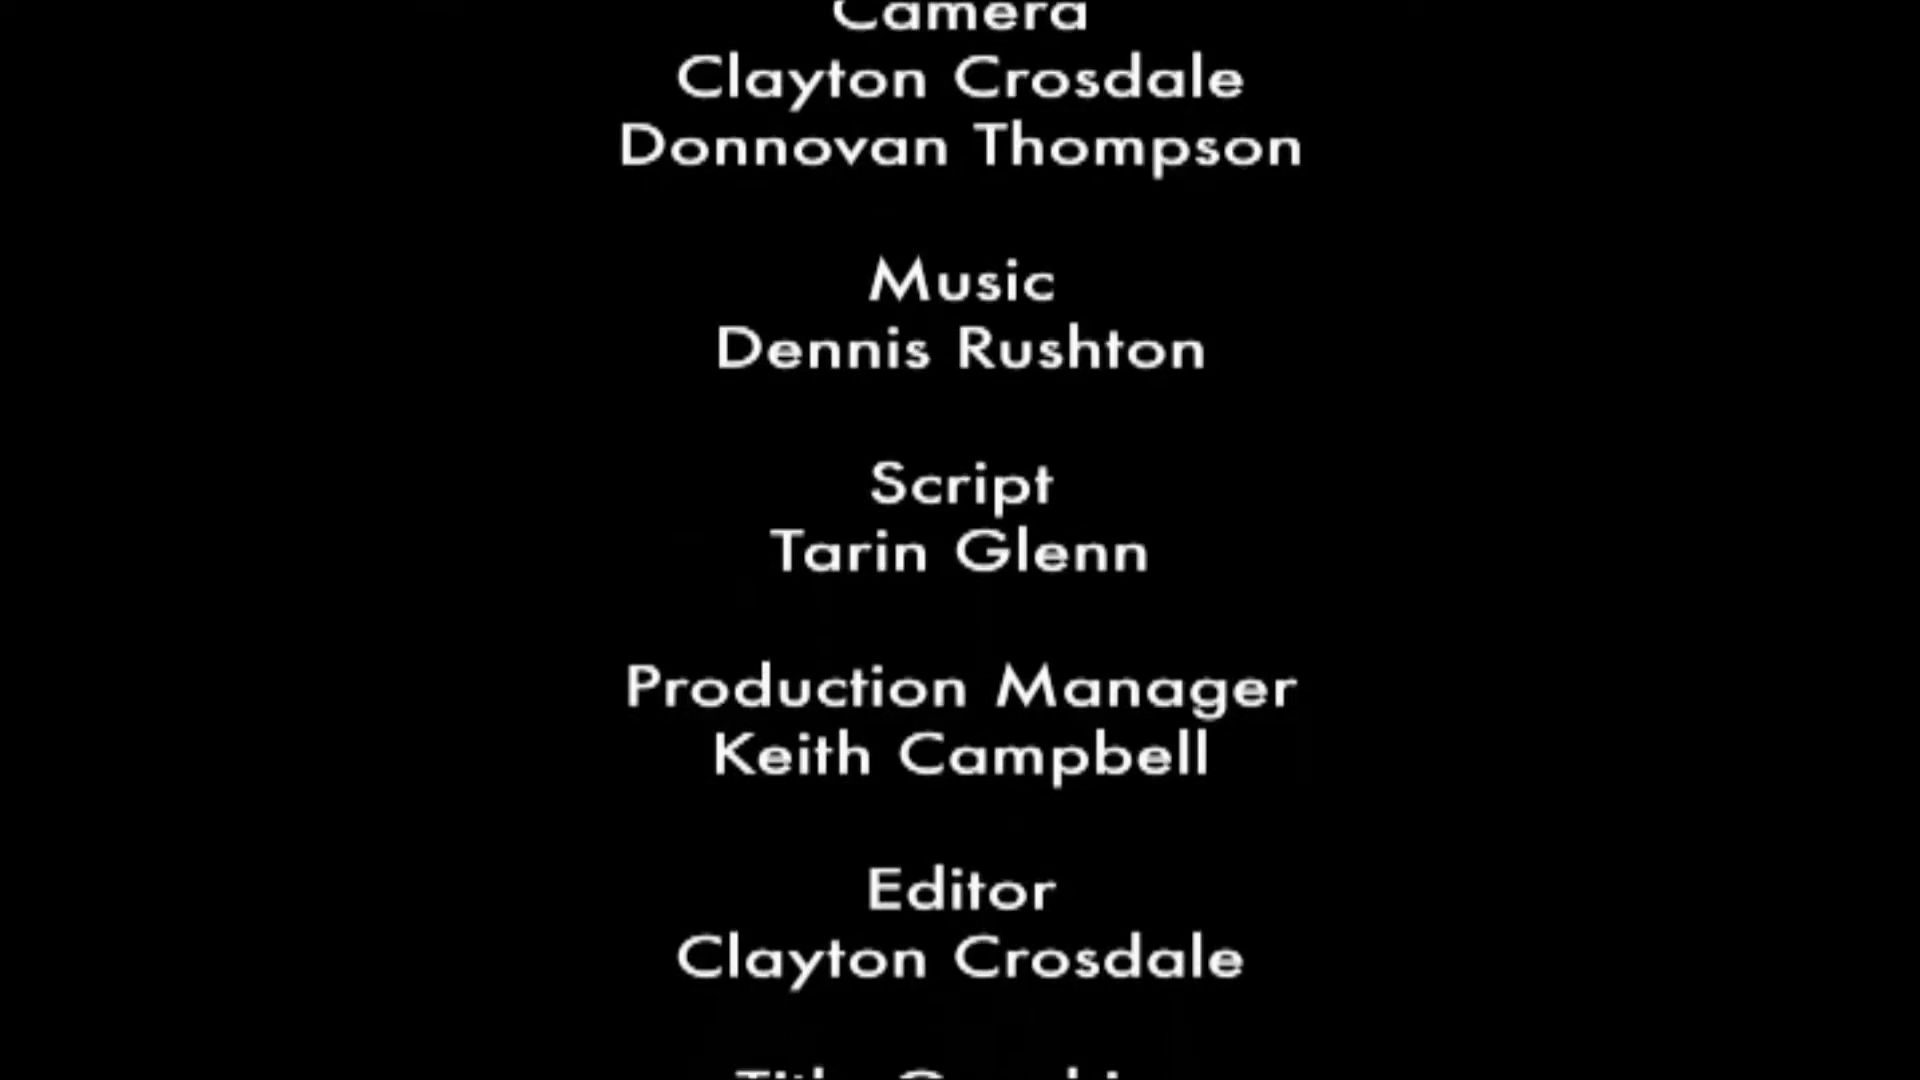 Camera
Clayton Crosdale
Donnovan Thompson
Music
Dennis Rushton
Script
Tarin Glenn
Production Manager
Keith Campbell
Editor
Clayton Crosdale